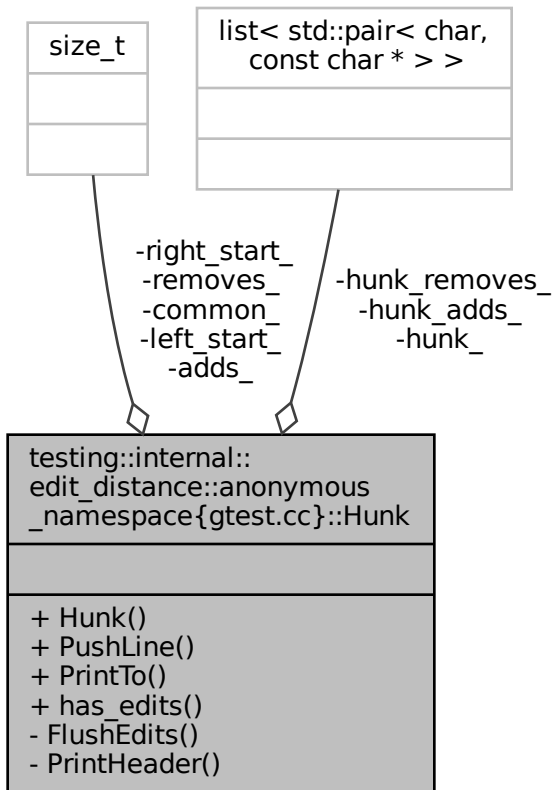 size_t
list< std::pair< char,
const char * > >
-right_start_
-removes_
-common_
-left_start_
-adds_
-hunk_removes_
-hunk_adds_
-hunk_
testing::internal::
edit_distance::anonymous
_namespace{gtest.cc}::Hunk
+ Hunk()
+ PushLine()
+ PrintTo()
+ has_edits()
- FlushEdits()
- PrintHeader()